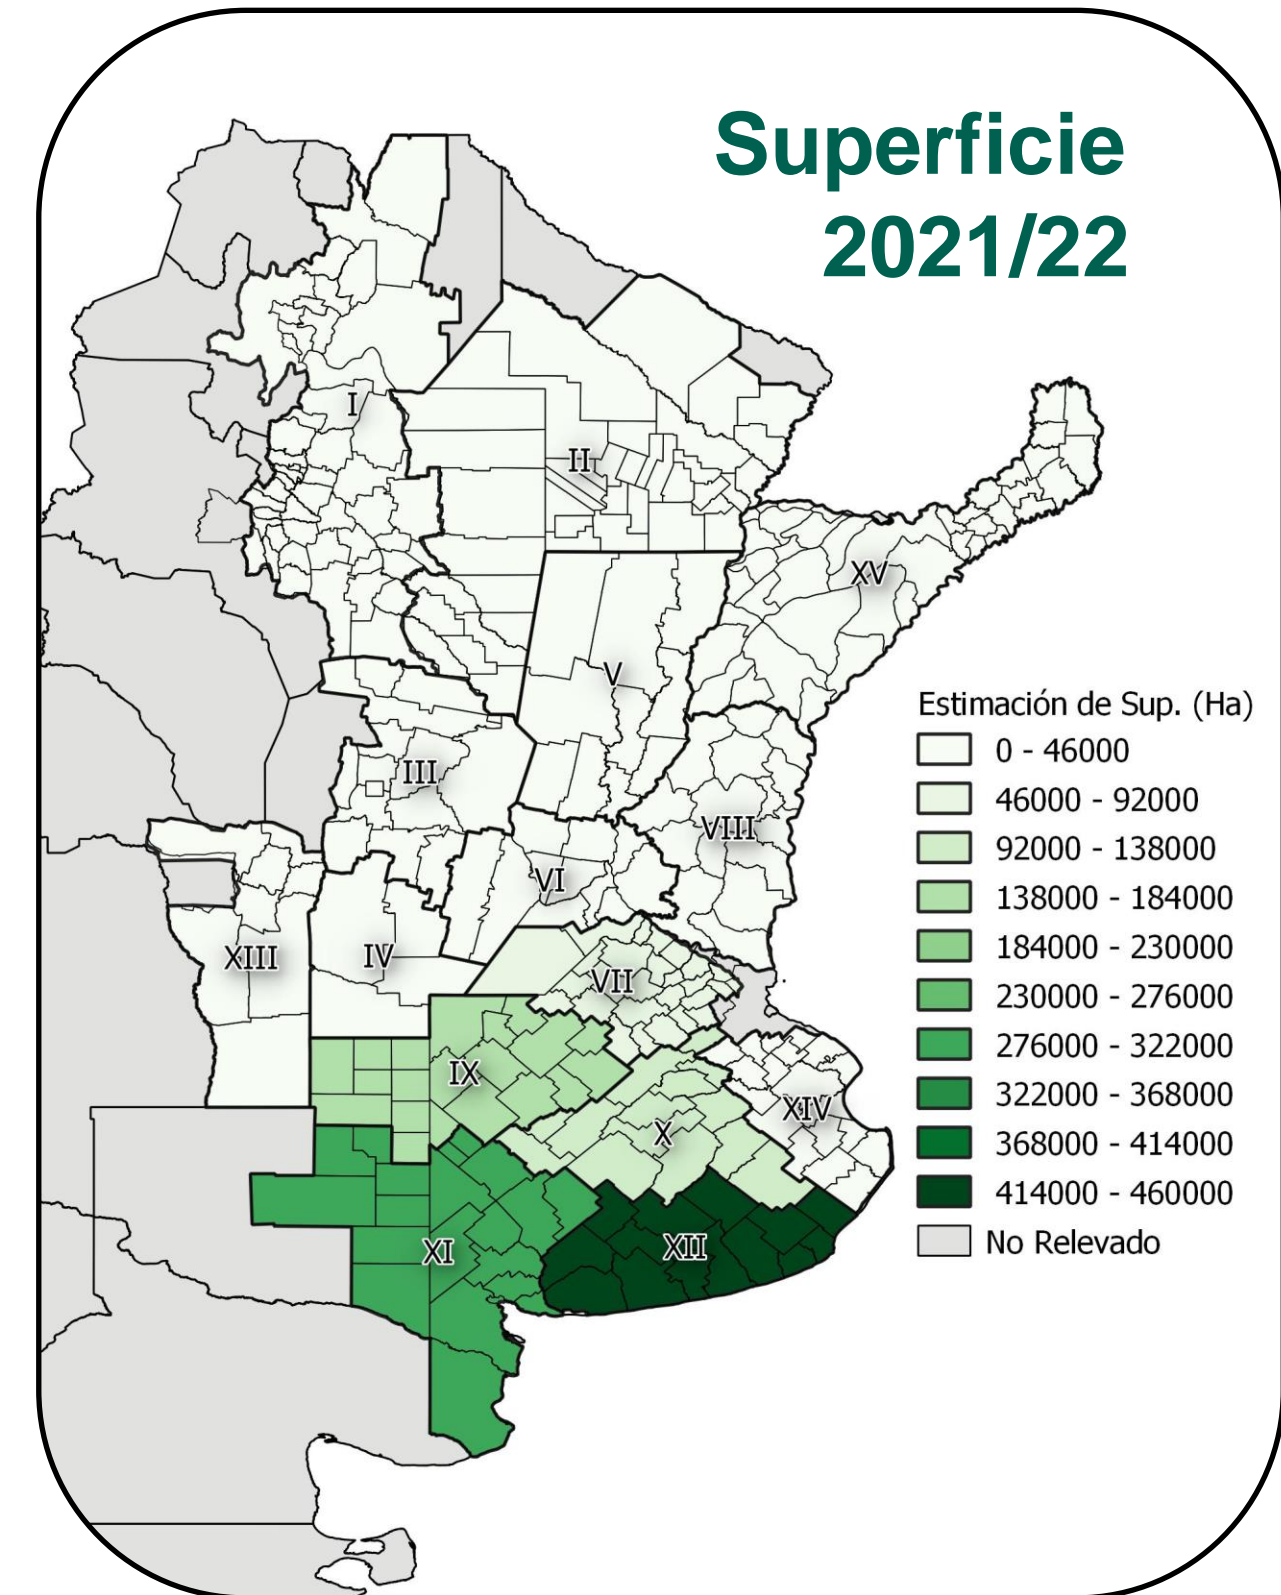 Superficie
2021/22
I
II
XV
V
III
VIII
VI
XIII
IV
VII
IX
XIV
X
XI
XII
Estimación de Sup. (Ha)
0 - 46000
46000 - 92000
92000 - 138000
138000 - 184000
184000 - 230000
230000 - 276000
276000 - 322000
322000 - 368000
368000 - 414000
414000 - 460000
No Relevado